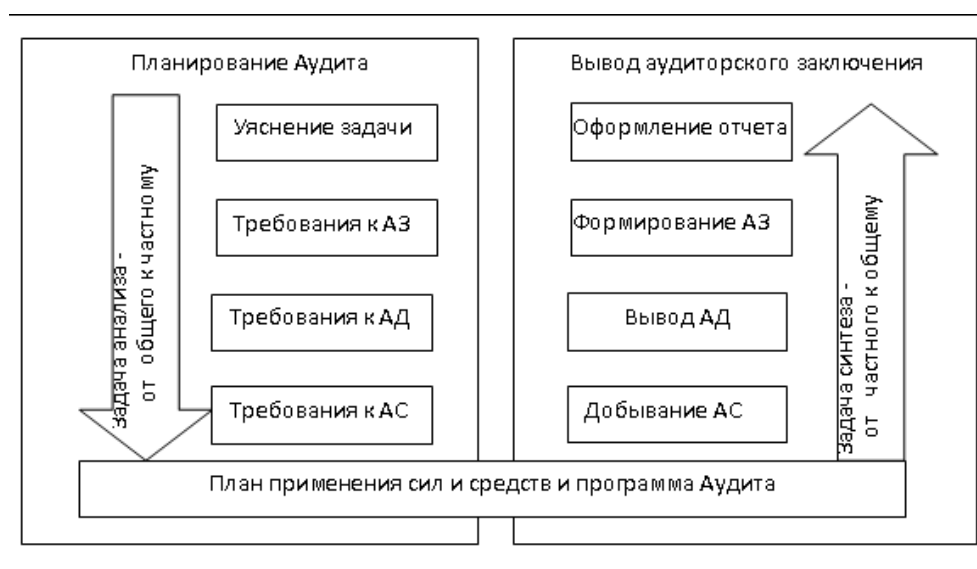 Планирование Аудита
Уяснение задачи
Требования к АЗ
Требования к АД
Требования к АС
Задача анализа -
от общего к частному
Вывод аудиторского заключения
Оформление отчета
Формирование АЗ
Вывод АД
Добывание АС
Задача синтеза -
от частного к общему
План применения сил и средств и программа Аудита